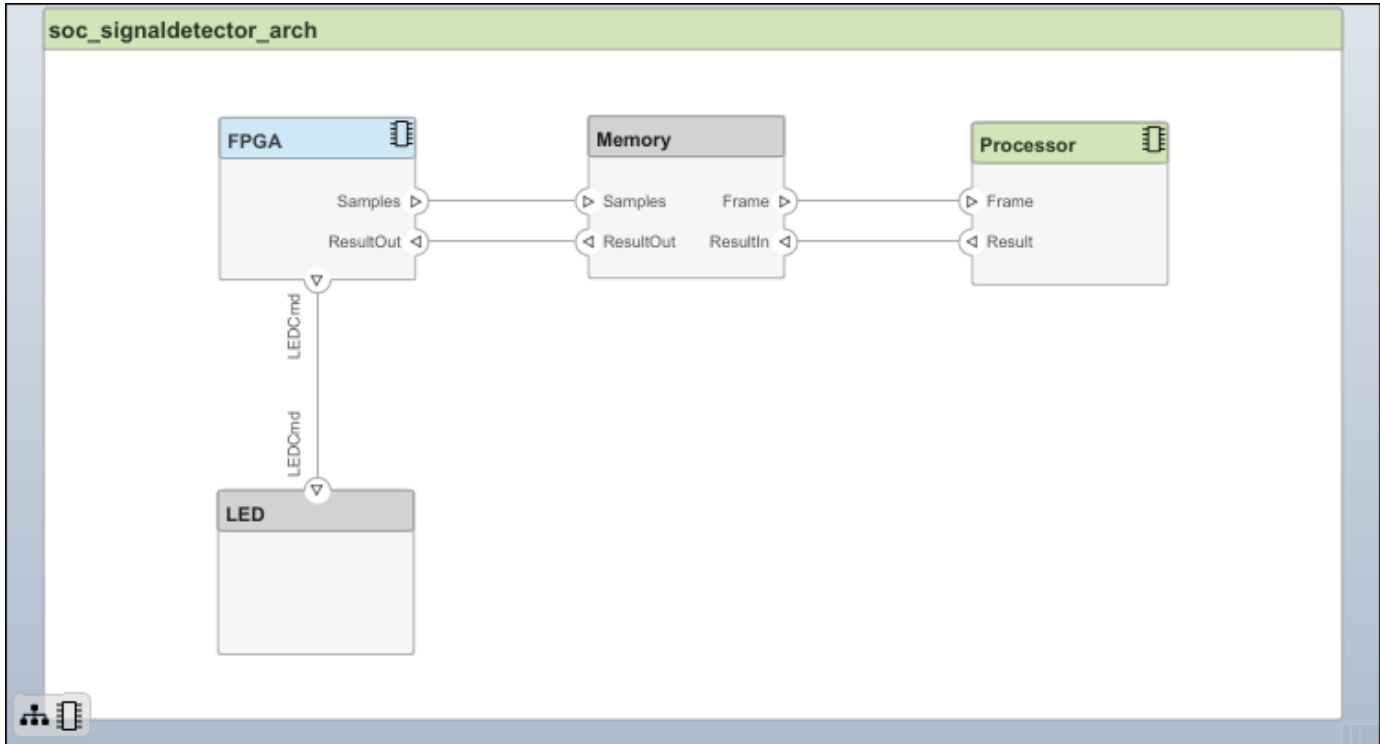 soc_signaldetector_arch
FPGA
Memory
Processor
Samples
Samples
Frame
Frame
ResultOut
ResultOut
ResultIn
Result
LEDCmd
LEDCmd
LED